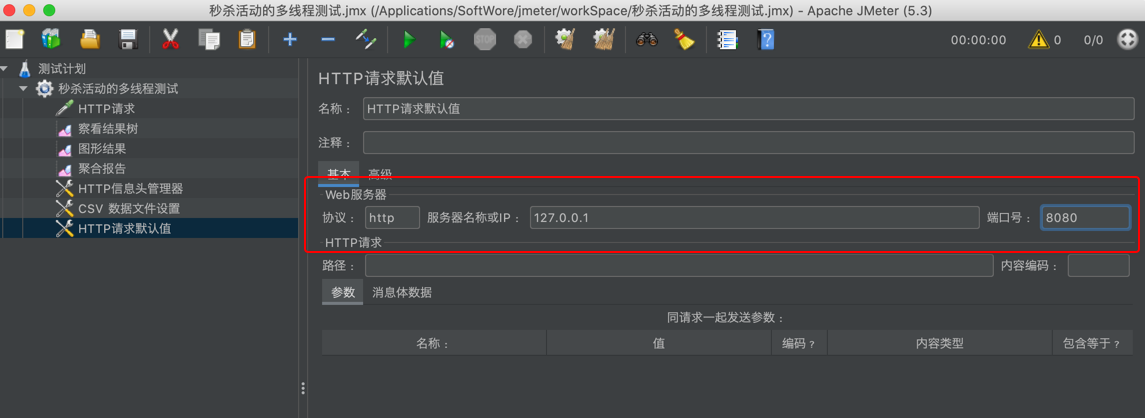 秒杀活动的多线程测试.jmx (/Applications/SoftWore/jmeter/workSpace/秒杀活动的多线程测试.jmx) - Apache JMeter (5.3)
STOP
00:00:00
0
0/0
测试计划
秒杀活动的多线程测试
HTTP请求
察看结果树
图形结果
聚合报告
HTTP信息头管理器
CSV 数据文件设置
HTTP请求默认值
HTTP请求默认值
名称： HTTP请求默认值
注释：
基本 高级
Web服务器
协议： http 服务器名称或IP： 127.0.0.1 端口号： 8080
HTTP请求
路径： 内容编码：
参数 消息体数据
同请求一起发送参数：
名称： 值 编码？ 内容类型 包含等于？